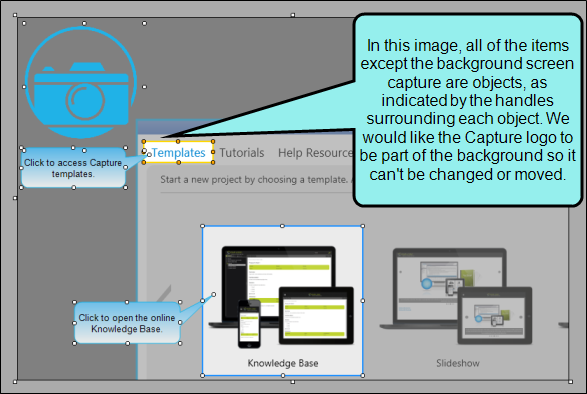 In this image, all of the items
except the background screen
capture are objects, as
indicated by the handles
surrounding each object. We
would like the Capture logo to
be part of the background so it
can't be changed or moved.
Click to access Capture
templates.
Templates Tutorials Help Resource
Start a new project by choosing a template.
Click to open the online
Knowledge Base.
Knowledge Base
Slideshow